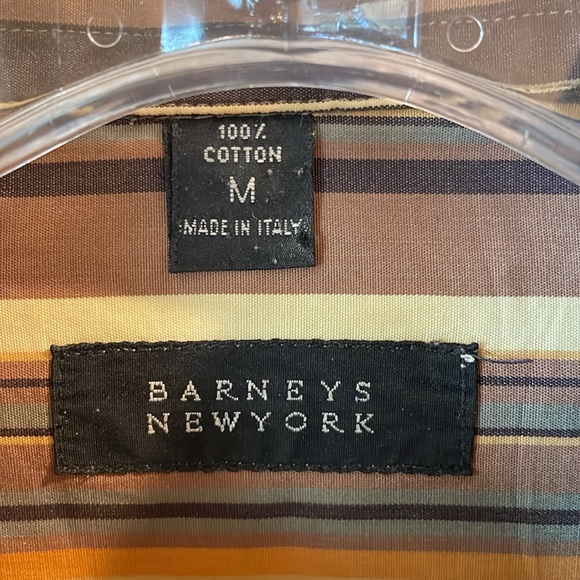 100%
COTTON
M
MADE IN ITALY
BARNEYS
NEWYORK